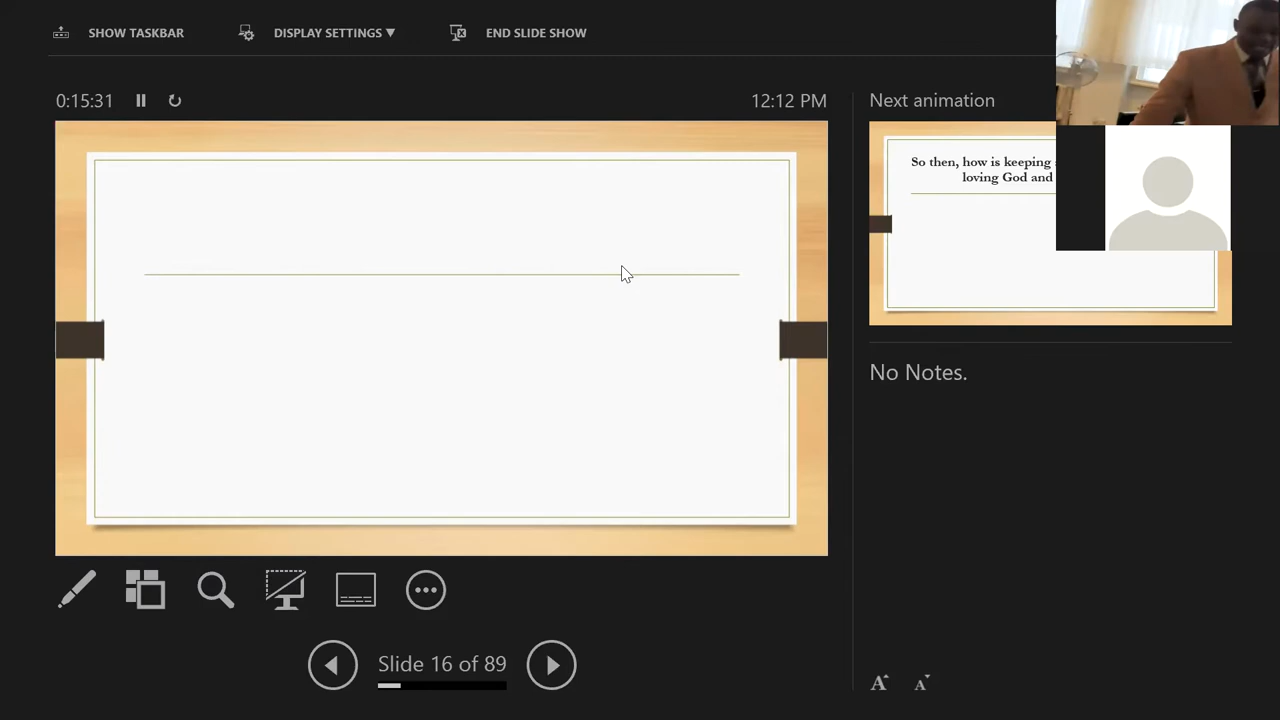 SHOW TASKBAR
DISPLAY SETTINGS ▼
END SLIDE SHOW
0:15:31
12:12 PM
Next animation
So then, how is keeping
loving God and
No Notes.
Slide 16 of 89
A
A